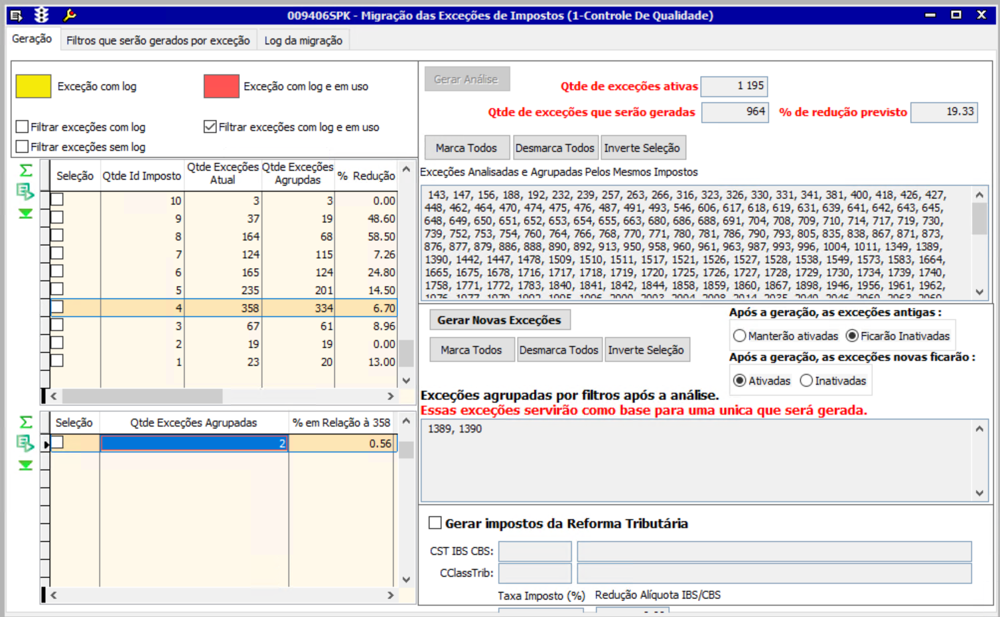 009406SPK - Migração das Exceções de Impostos (1-Controle De Qualidade)
Geração
Filtros que serão gerados por exceção
Log da migração
Exceção com log
Exceção com log e em uso
Filtrar exceções com log
Filtrar exceções com log e em uso
Filtrar exceções sem log
Gerar Análise
Qtde de exceções ativas 1 195
Qtde de exceções que serão geradas 964
% de redução previsto 19.33
Marca Todos
Desmarca Todos
Inverte Seleção
Seleção Qtde Id Imposto Qtde Exceções Atual Qtde Exceções Agrupdas % Redução
10 3 3 0.00
9 37 19 48.60
8 164 68 58.50
7 124 115 7.26
6 165 124 24.80
5 235 201 14.50
4 358 334 6.70
3 67 61 8.96
2 19 19 0.00
1 23 20 13.00
Exceções Analisadas e Agrupadas Pelos Mesmos Impostos
143, 147, 156, 188, 192, 232, 239, 257, 263, 266, 316, 323, 326, 330, 331, 341, 381, 400, 418, 426, 427,
448, 462, 464, 470, 474, 475, 476, 487, 491, 493, 546, 606, 617, 618, 619, 631, 639, 641, 642, 643, 645,
648, 649, 650, 651, 652, 653, 654, 655, 663, 680, 686, 688, 691, 704, 708, 709, 710, 714, 717, 719, 730,
739, 752, 753, 754, 760, 764, 766, 768, 770, 771, 780, 781, 786, 790, 793, 805, 835, 838, 867, 871, 873,
876, 877, 879, 886, 888, 890, 892, 913, 950, 958, 960, 961, 963, 987, 993, 996, 1004, 1011, 1349, 1389,
1390, 1442, 1447, 1478, 1509, 1510, 1511, 1517, 1521, 1526, 1527, 1528, 1538, 1549, 1573, 1583, 1664,
1665, 1675, 1678, 1716, 1717, 1718, 1719, 1720, 1725, 1726, 1727, 1728, 1729, 1730, 1734, 1739, 1740,
1758, 1771, 1772, 1783, 1840, 1841, 1842, 1844, 1858, 1859, 1860, 1867, 1898, 1946, 1956, 1961, 1962,
Gerar Novas Exceções
Marca Todos
Desmarca Todos
Inverte Seleção
Após a geração, as exceções antigas :
Manterão ativadas
Ficarão Inativadas
Após a geração, as exceções novas ficarão :
Ativadas
Inativadas
Exceções agrupadas por filtros após a análise.
Essas exceções servirão como base para uma unica que será gerada.
Seleção Qtde Exceções Agrupadas % em Relação à 358
2 0.56
1389, 1390
Gerar impostos da Reforma Tributária
CST IBS CBS:
CClassTrib:
Taxa Imposto (%)
Redução Alíquota IBS/CBS